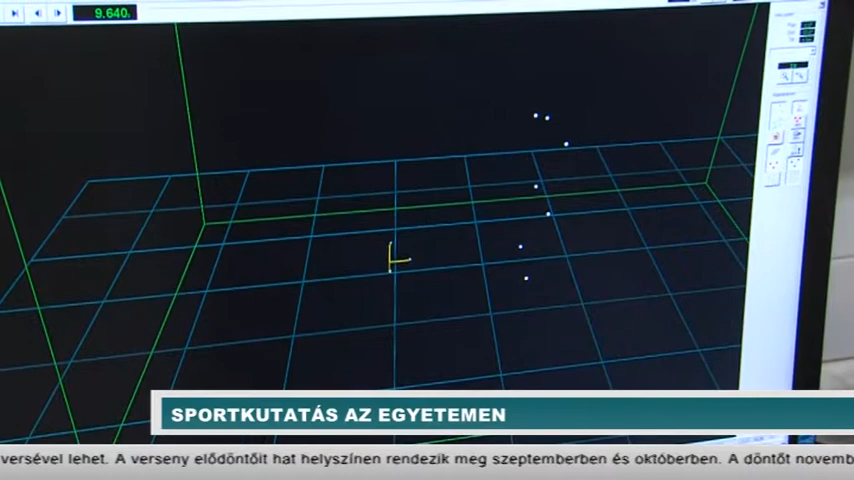 9.640
SPORTKUTATÁS AZ EGYETEMEN
versével lehet. A verseny elődöntőit hat helyszínen rendezik meg szeptemberben és októberben. A döntőt novemb